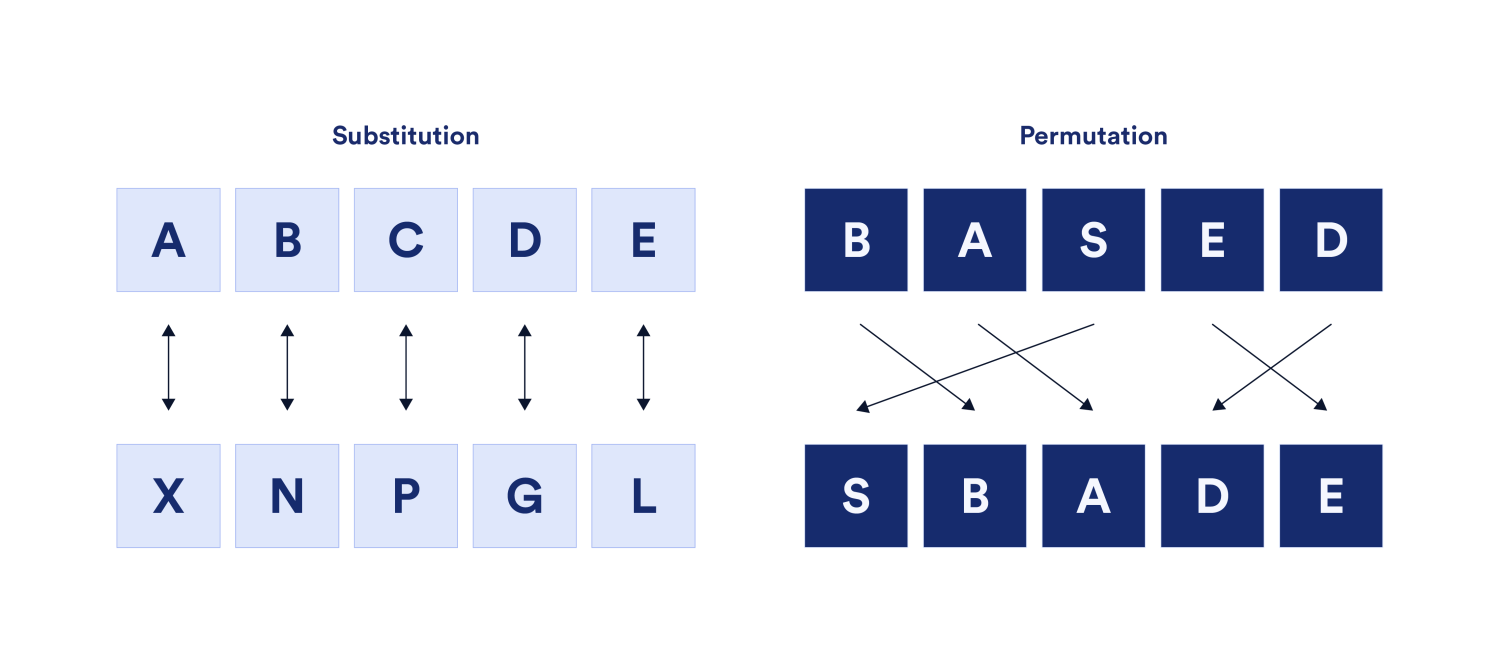 Substitution
A B C D E
X N P G L
Permutation
B A S E D
S B A D E